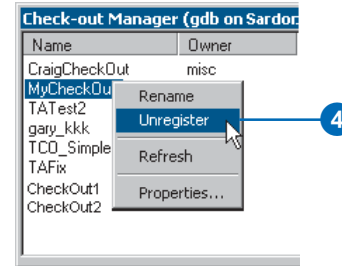 Check-out Manager (gdb on Sardor
Name Owner
CraigCheckOut misc
MyCheckOu
TATest2
gary_kkk
TCO_Simple
TAFix
CheckOut1
CheckOut2
Rename
Unregister
Refresh
Properties...
4